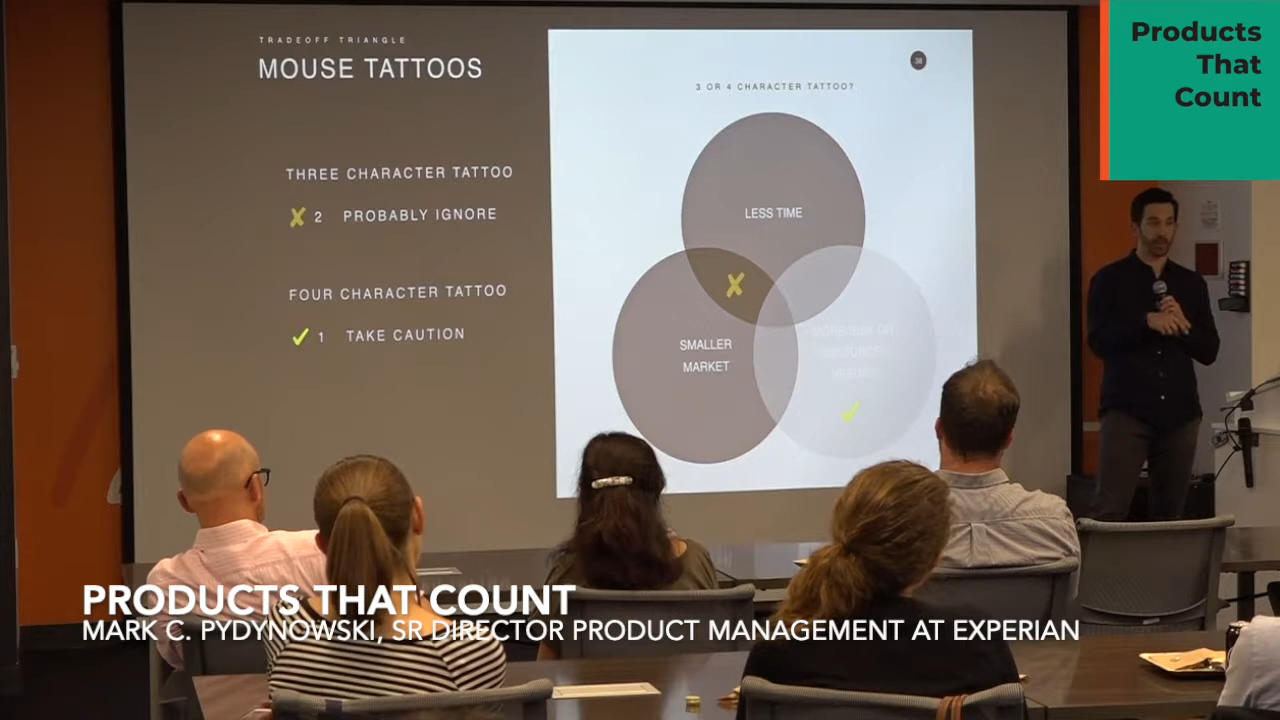 TRADEOFF TRIANGLE
MOUSE TATTOOS
THREE CHARACTER TATTOO
✘ 2 PROBABLY IGNORE
FOUR CHARACTER TATTOO
✓ 1 TAKE CAUTION
38
3 OR 4 CHARACTER TATTOO?
LESS TIME
SMALLER
MARKET
Products
That
Count
PRODUCTS THAT COUNT
MARK C. PYDYNOWSKI, SR DIRECTOR PRODUCT MANAGEMENT AT EXPERIAN